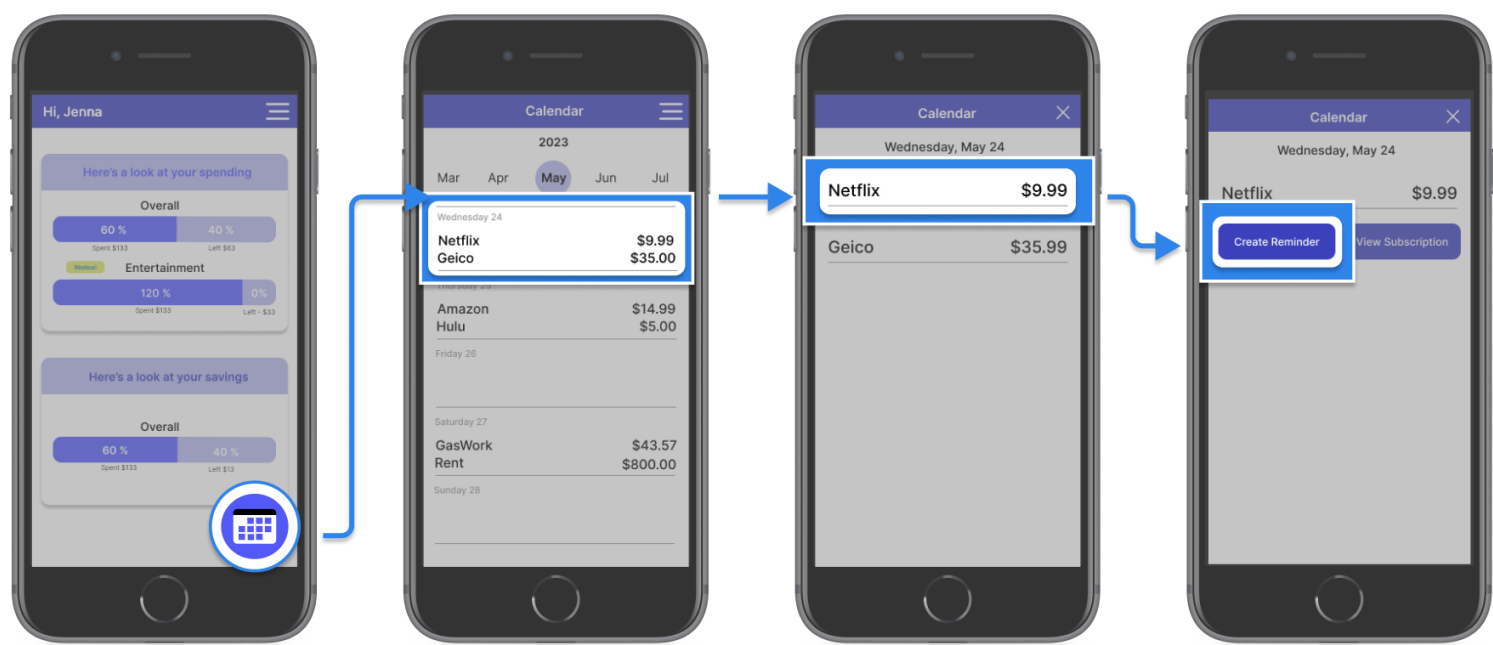 Hi, Jenna
Here's a look at your spending
Overall
60 % 40 %
Spent $133 Left $63
Entertainment
120 % 0%
Spent $133 Left - $33
Here's a look at your savings
Overall
60 % 40 %
Spent $133 Left $13
Calendar
2023
Mar Apr May Jun Jul
Wednesday 24
Netflix $9.99
Geico $35.00
Thursday 25
Amazon $14.99
Hulu $5.00
Friday 26
Saturday 27
GasWork $43.57
Rent $800.00
Sunday 28
Calendar
Wednesday, May 24
Netflix $9.99
Geico $35.99
Calendar
Wednesday, May 24
Netflix $9.99
Create Reminder View Subscription